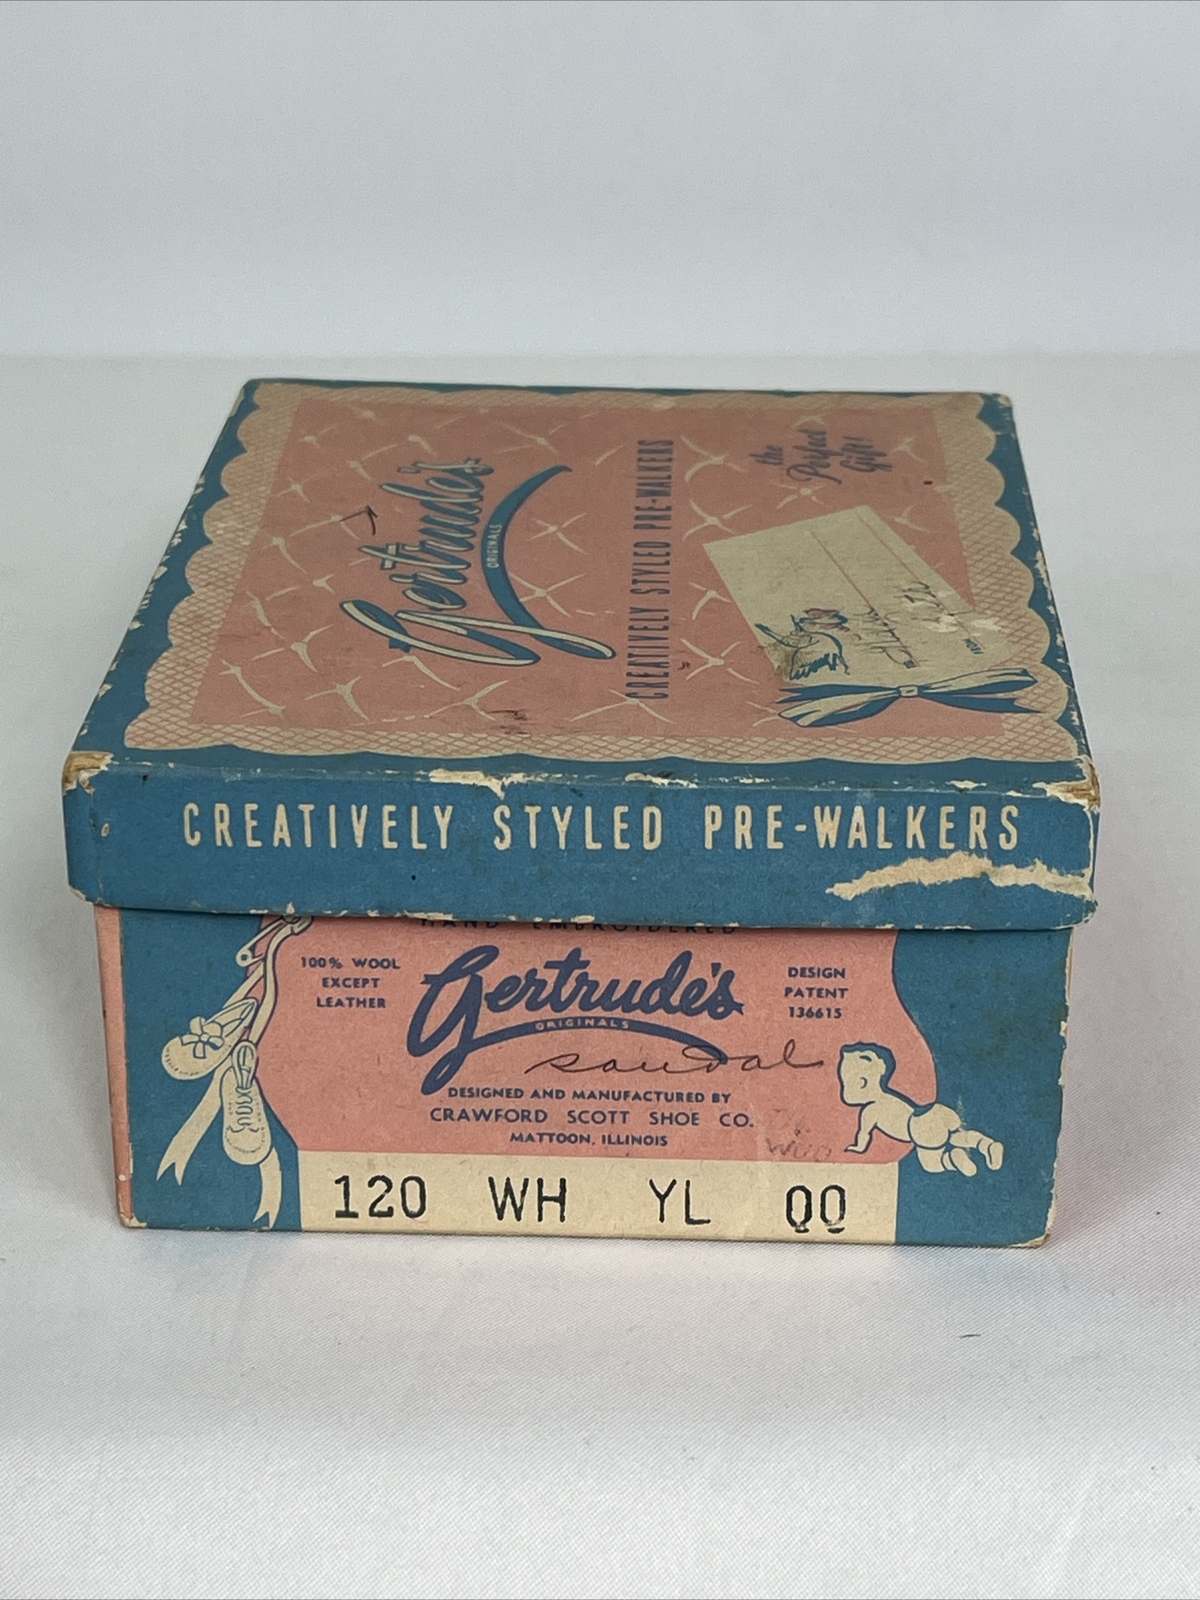 Gertrude's
ORIGINALS
CREATIVELY STYLED PRE-WALKERS
the
Perfect
Gift!
CREATIVELY STYLED PRE-WALKERS
HAND EMBROIDERED
100% WOOL
EXCEPT
LEATHER
Gertrude's
ORIGINALS
DESIGN
PATENT
136615
sandal
DESIGNED AND MANUFACTURED BY
CRAWFORD SCOTT SHOE CO.
MATTOON, ILLINOIS
120 WH YL 00